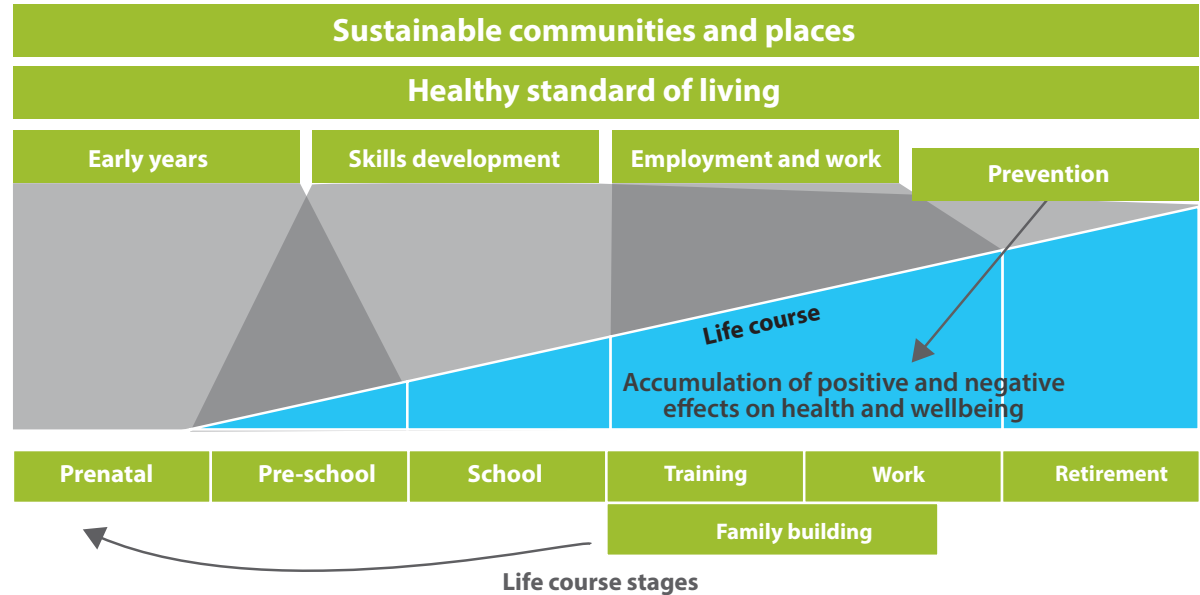 Sustainable communities and places
Healthy standard of living
Early years
Skills development
Employment and work
Prevention
Life course
Accumulation of positive and negative
effects on health and wellbeing
Prenatal
Pre-school
School
Training
Work
Retirement
Family building
Life course stages